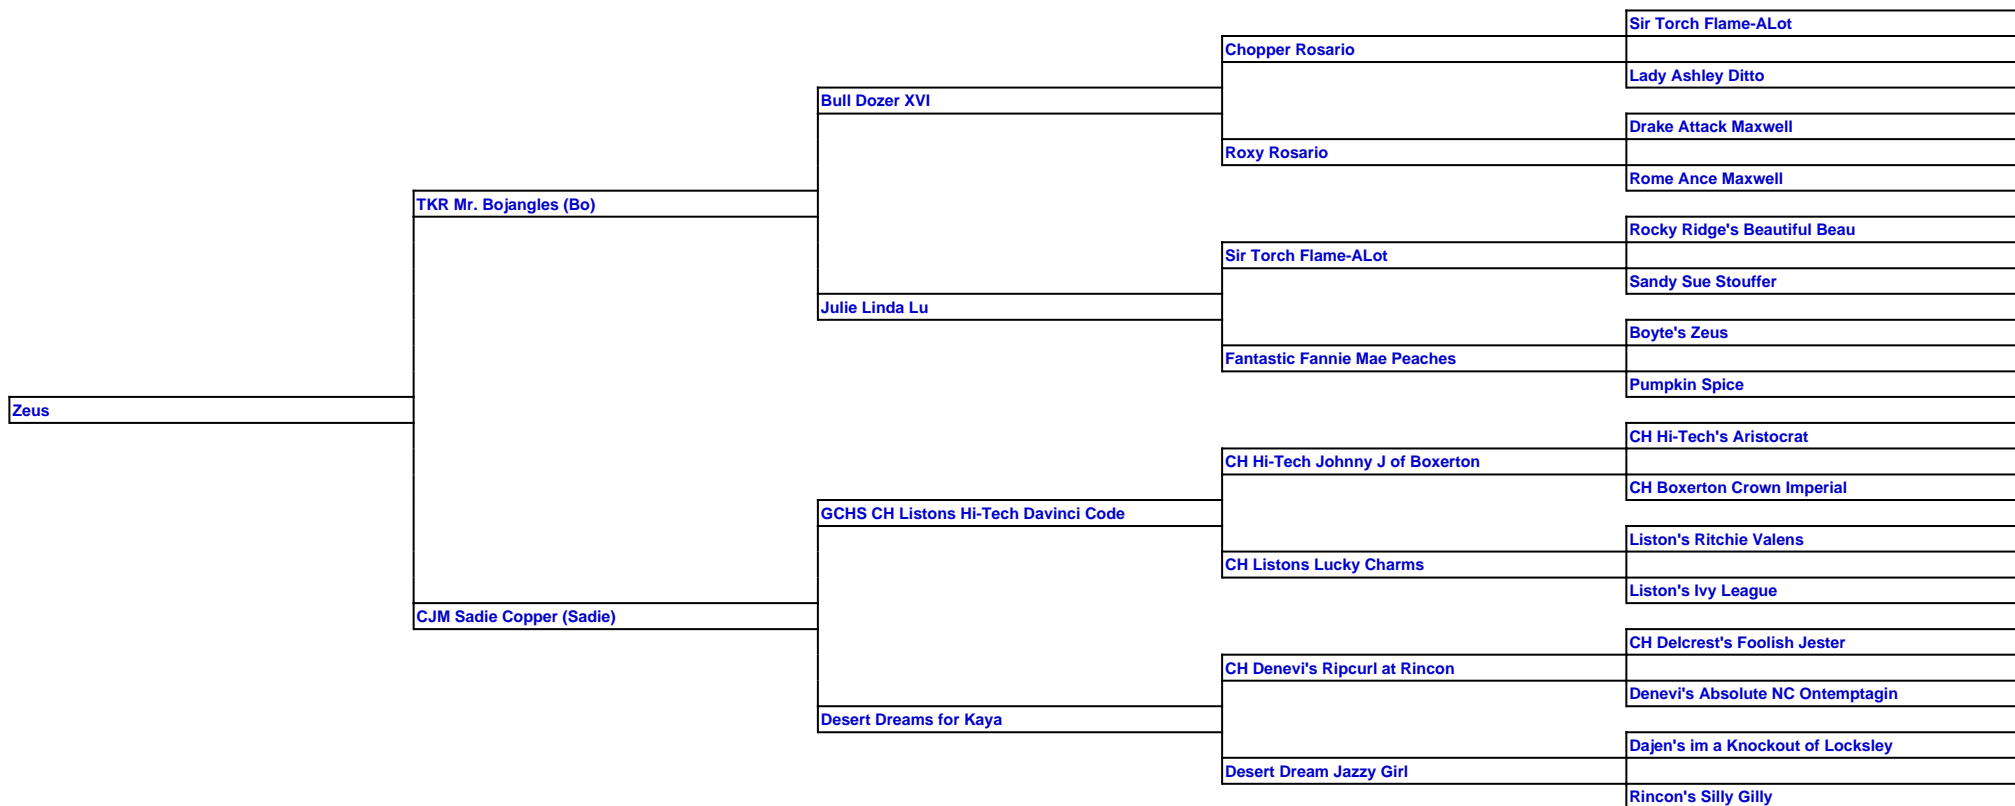 Sir Torch Flame-ALot
Chopper Rosario
Lady Ashley Ditto
Bull Dozer XVI
Drake Attack Maxwell
Roxy Rosario
Rome Ance Maxwell
TKR Mr. Bojangles (Bo)
Rocky Ridge's Beautiful Beau
Sir Torch Flame-ALot
Sandy Sue Stouffer
Julie Linda Lu
Boyte's Zeus
Fantastic Fannie Mae Peaches
Pumpkin Spice
Zeus
CH Hi-Tech's Aristocrat
CH Hi-Tech Johnny J of Boxerton
CH Boxerton Crown Imperial
GCHS CH Listons Hi-Tech Davinci Code
Liston's Ritchie Valens
CH Listons Lucky Charms
Liston's Ivy League
CJM Sadie Copper (Sadie)
CH Delcrest's Foolish Jester
CH Denevi's Ripcurl at Rincon
Denevi's Absolute NC Ontemptagin
Desert Dreams for Kaya
Dajen's im a Knockout of Locksley
Desert Dream Jazzy Girl
Rincon's Silly Gilly